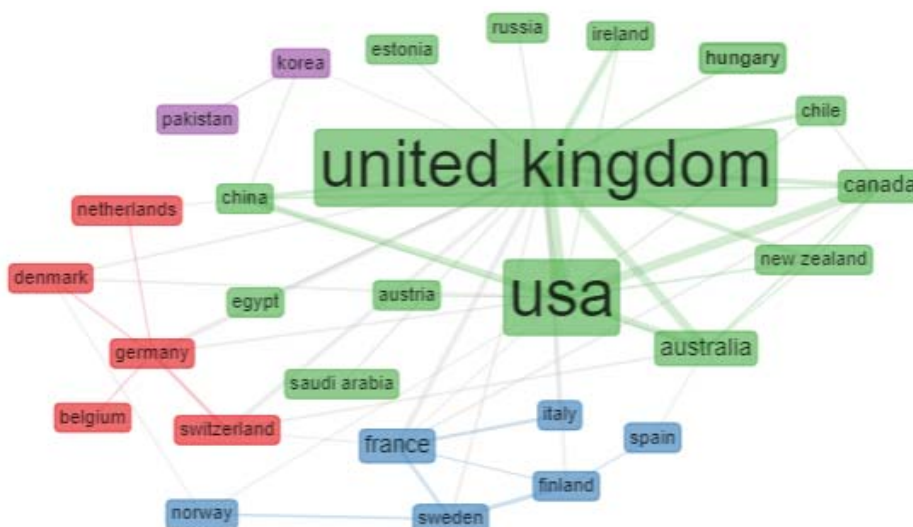 russia
ireland
estonia
hungary
korea
chile
pakistan
united kingdom
canada
china
netherlands
new zealand
denmark
usa
austria
egypt
australia
germany
saudi arabia
italy
belgium
switzerland
france
spain
finland
norway
sweden